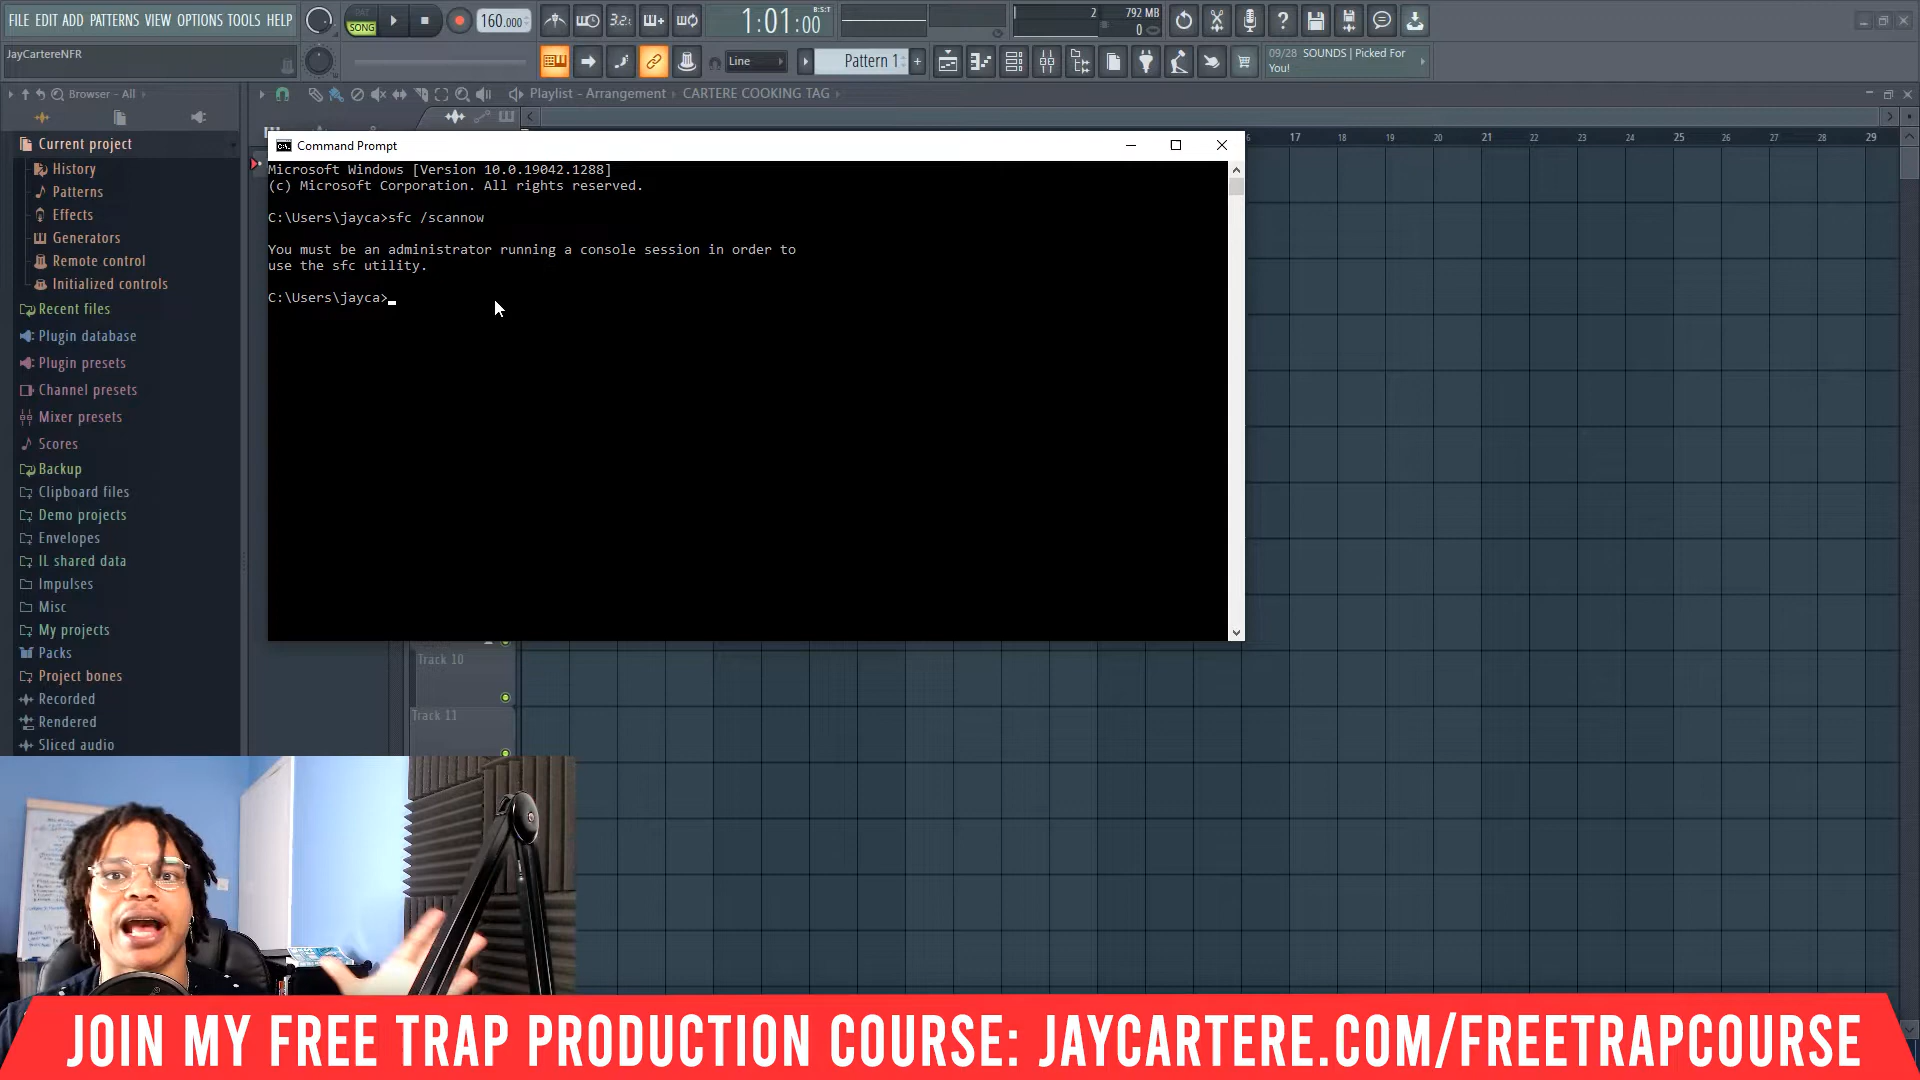 FILE EDIT ADD PATTERNS VIEW OPTIONS TOOLS HELP
PAT
SONG
160.000
3.2.
1:01:00
B:S:T
2
792 MB
0
JayCartereNFR
Line
Pattern 1
09/28 SOUNDS | Picked For
You!
Browser - All
Playlist - Arrangement
CARTERE COOKING TAG
17 18 19 20 21 22 23 24 25 26 27 28 29
Current project
History
Patterns
Effects
Generators
Remote control
Initialized controls
Recent files
Plugin database
Plugin presets
Channel presets
Mixer presets
Scores
Backup
Clipboard files
Demo projects
Envelopes
IL shared data
Impulses
Misc
My projects
Packs
Project bones
Recorded
Rendered
Sliced audio
Command Prompt
Microsoft Windows [Version 10.0.19042.1288]
(c) Microsoft Corporation. All rights reserved.
C:\Users\jayca>sfc /scannow
You must be an administrator running a console session in order to
use the sfc utility.
C:\Users\jayca>
Track 10
Track 11
JOIN MY FREE TRAP PRODUCTION COURSE: JAYCARTERE.COM/FREETRAPCOURSE